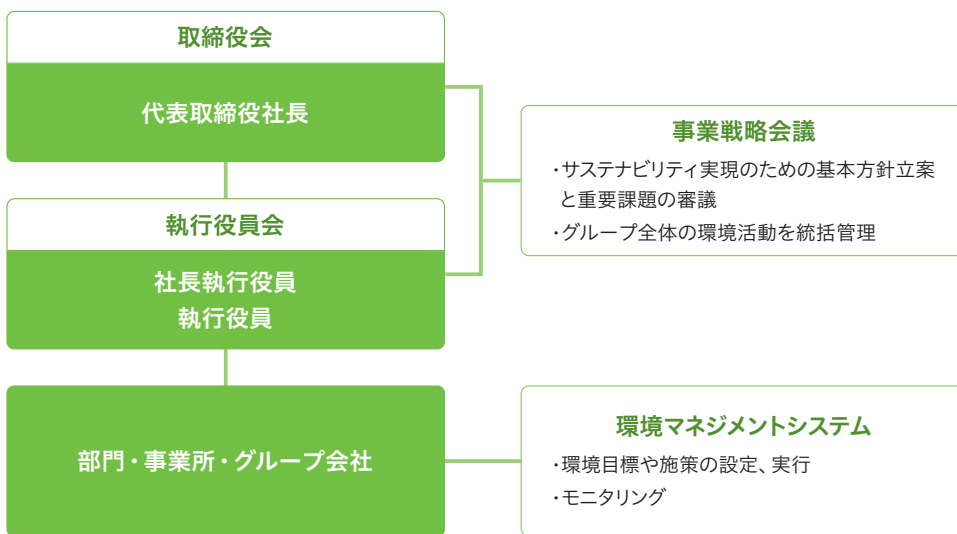 取締役会
代表取締役社長
執行役員会
社長執行役員
執行役員
部門・事業所・グループ会社
事業戦略会議
・サステナビリティ実現のための基本方針立案
と重要課題の審議
・グループ全体の環境活動を統括管理
環境マネジメントシステム
・環境目標や施策の設定、実行
・モニタリング